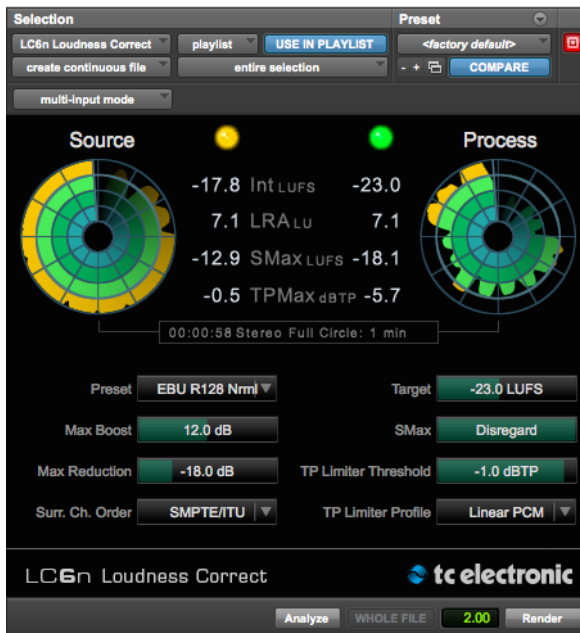 Selection Preset
LC6n Loudness Correct playlist USE IN PLAYLIST <factory default>
create continuous file entire selection - + COMPARE
multi-input mode
Source Process
-17.8 Int LUFS -23.0
7.1 LRA LU 7.1
-12.9 SMax LUFS -18.1
-0.5 TPMax dBTP -5.7
00:00:58 Stereo Full Circle: 1 min
Preset EBU R128 Nrml Target -23.0 LUFS
Max Boost 12.0 dB SMax Disregard
Max Reduction -18.0 dB TP Limiter Threshold -1.0 dBTP
Surr. Ch. Order SMPTE/ITU TP Limiter Profile Linear PCM
LC6n Loudness Correct tc electronic
Analyze WHOLE FILE 2.00 Render